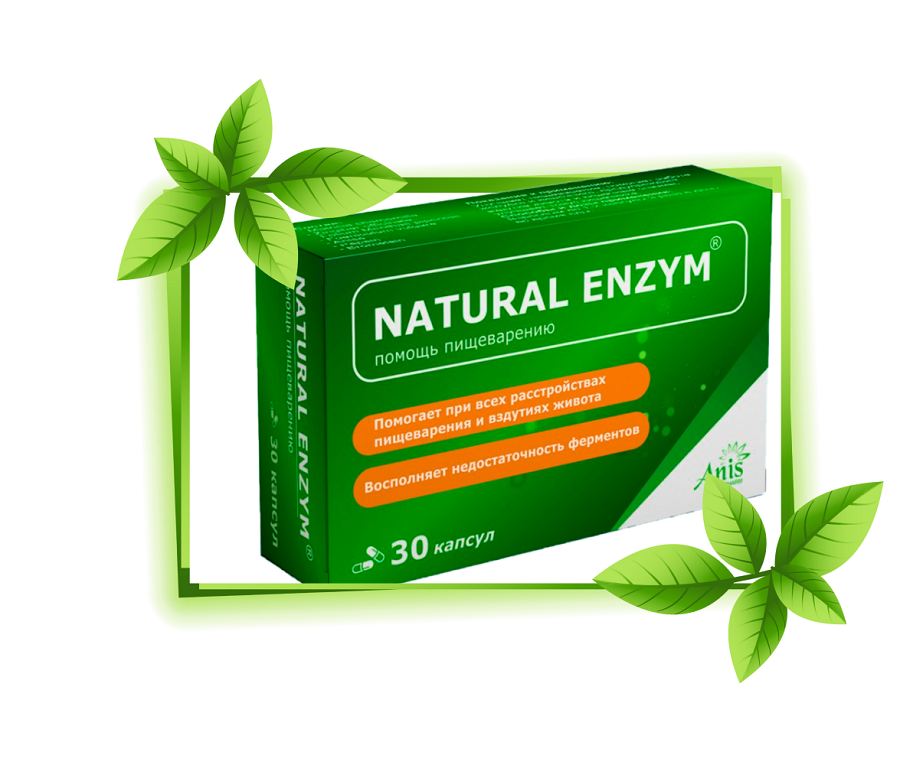 NATURAL ENZYM®
помощь пищеварению
Помогает при всех расстройствах
пищеварения и вздутиях живота
Восполняет недостаточность ферментов
30 капсул
Anis
NATURAL ENZYM®
помощь пищеварению
30 капсул